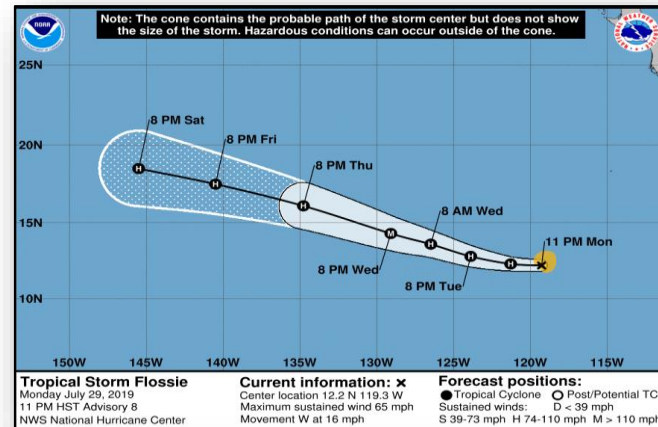 Note: The cone contains the probable path of the storm center but does not show
the size of the storm. Hazardous conditions can occur outside of the cone.
NOAA
25N
20N
15N
10N
8 PM Sat
8 PM Fri
8 PM Thu
8 AM Wed
11 PM Mon
8 PM Wed
8 PM Tue
H
H
H
M
H
H
H
150W 145W 140W 135W 130W 125W 120W 115W
Tropical Storm Flossie
Monday July 29, 2019
11 PM HST Advisory 8
NWS National Hurricane Center
Current information: ×
Center location 12.2 N 119.3 W
Maximum sustained wind 65 mph
Movement W at 16 mph
Forecast positions:
● Tropical Cyclone ○ Post/Potential TC
Sustained winds: D < 39 mph
S 39-73 mph H 74-110 mph M > 110 mph